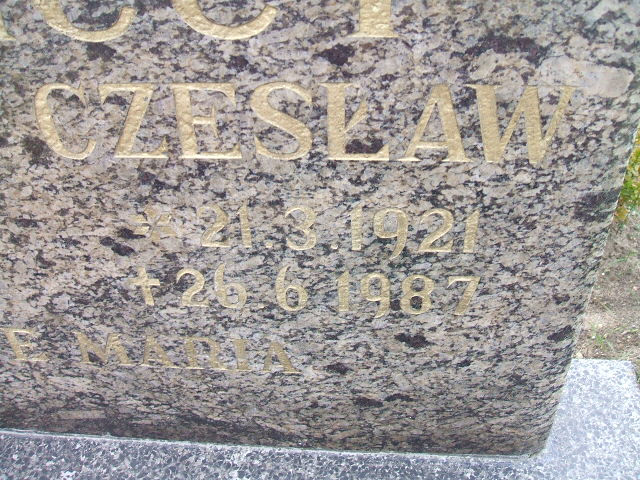 CZESŁAW
* 21.3.1921
✝ 26.6.1987
E MARIA